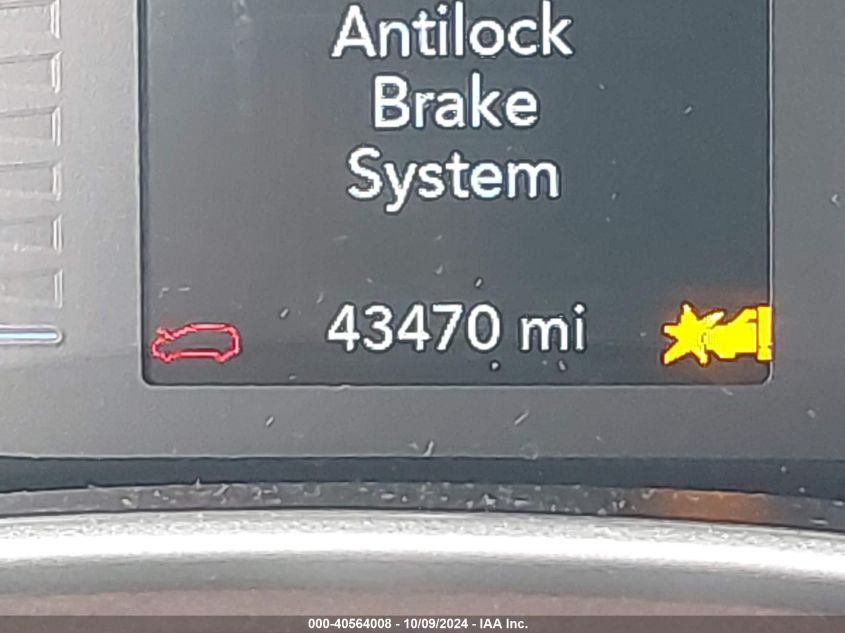 Antilock
Brake
System
43470 mi
000-40564008 - 10/09/2024 - IAA Inc.